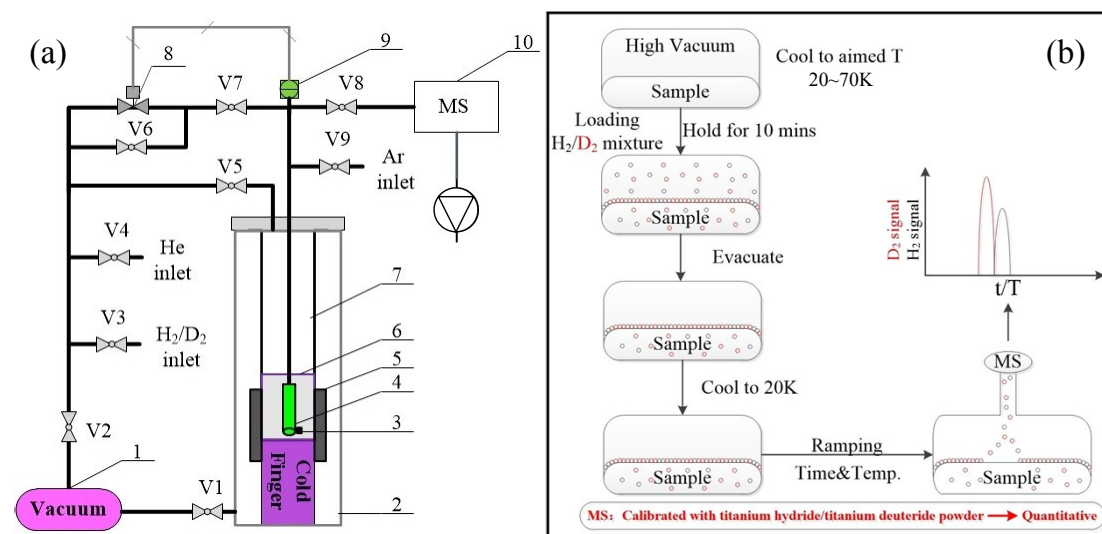 (a)
8
9
10
V7
V8
MS
V6
V9
Ar
inlet
V5
V4
He
inlet
7
V3
H₂/D₂
inlet
6
5
4
3
V2
1
Cold
Finger
Vacuum
V1
2
(b)
High Vacuum
Sample
Cool to aimed T
20~70K
Loading
H₂/D₂ mixture
Hold for 10 mins
Sample
Evacuate
Sample
Cool to 20K
Sample
Ramping
Time&Temp.
D₂ signal
H₂ signal
t/T
MS
Sample
MS: Calibrated with titanium hydride/titanium deuteride powder → Quantitative